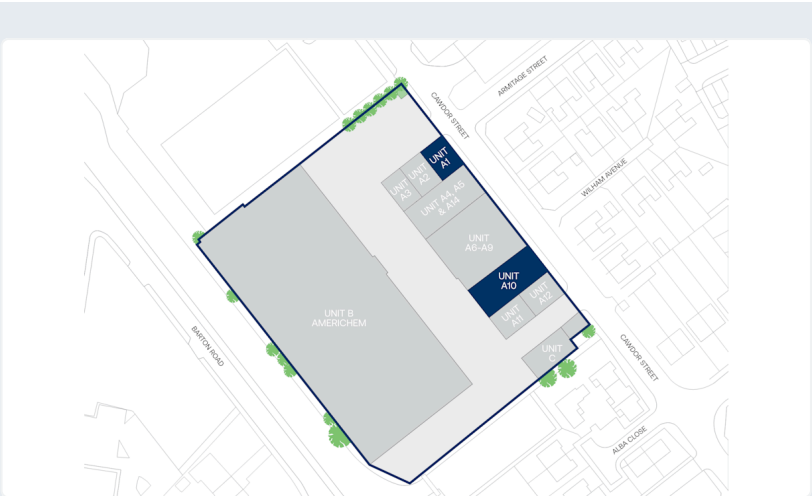 ARMITAGE STREET
CAWDOR STREET
UNIT
A1
UNIT
A2
UNIT
A3
WILHAM AVENUE
UNIT A4, A5
& A14
UNIT
A6-A9
UNIT
A10
UNIT
A12
UNIT
A11
UNIT B
AMERICHEM
BARTON ROAD
UNIT
C
CAWDOR STREET
ALBA CLOSE